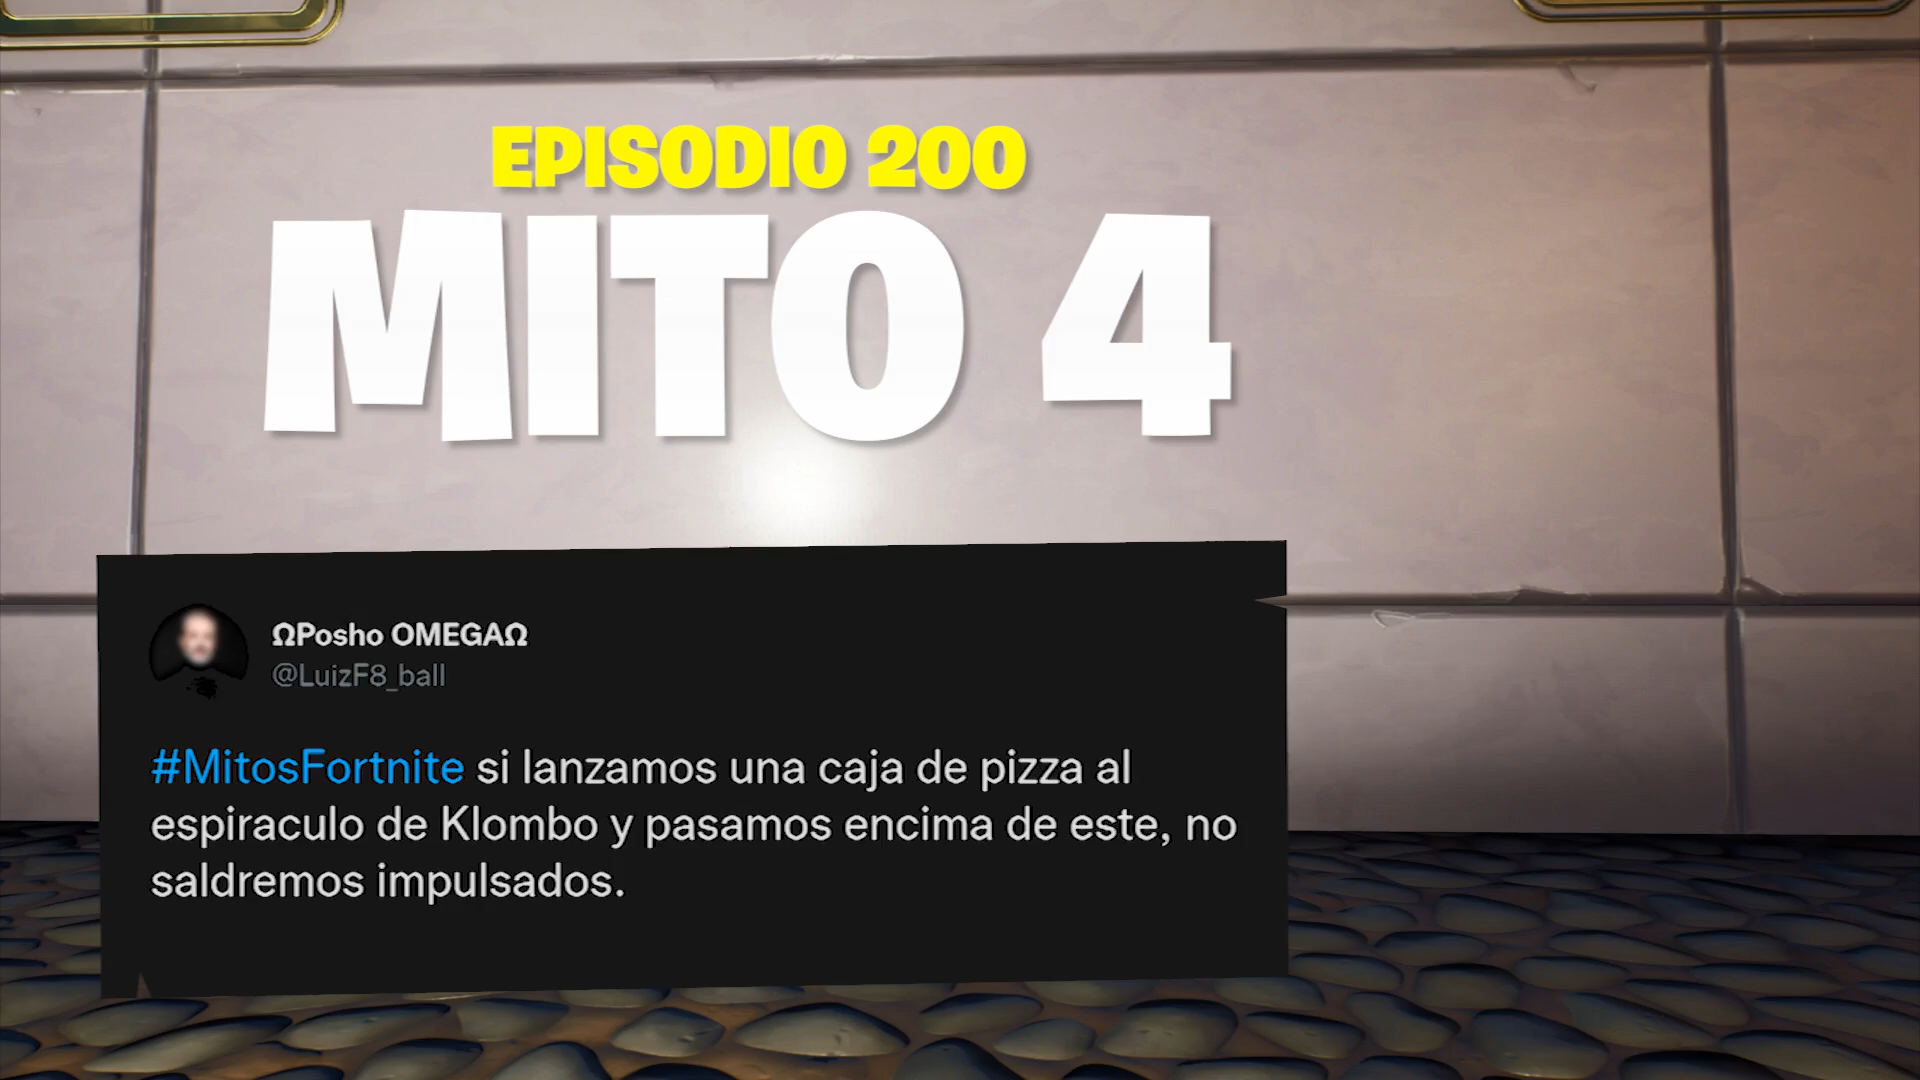 EPISODIO 200
MITO 4
ΩPosho OMEGAΩ
@LuizF8_ball
#MitosFortnite si lanzamos una caja de pizza al
espiraculo de Klombo y pasamos encima de este, no
saldremos impulsados.